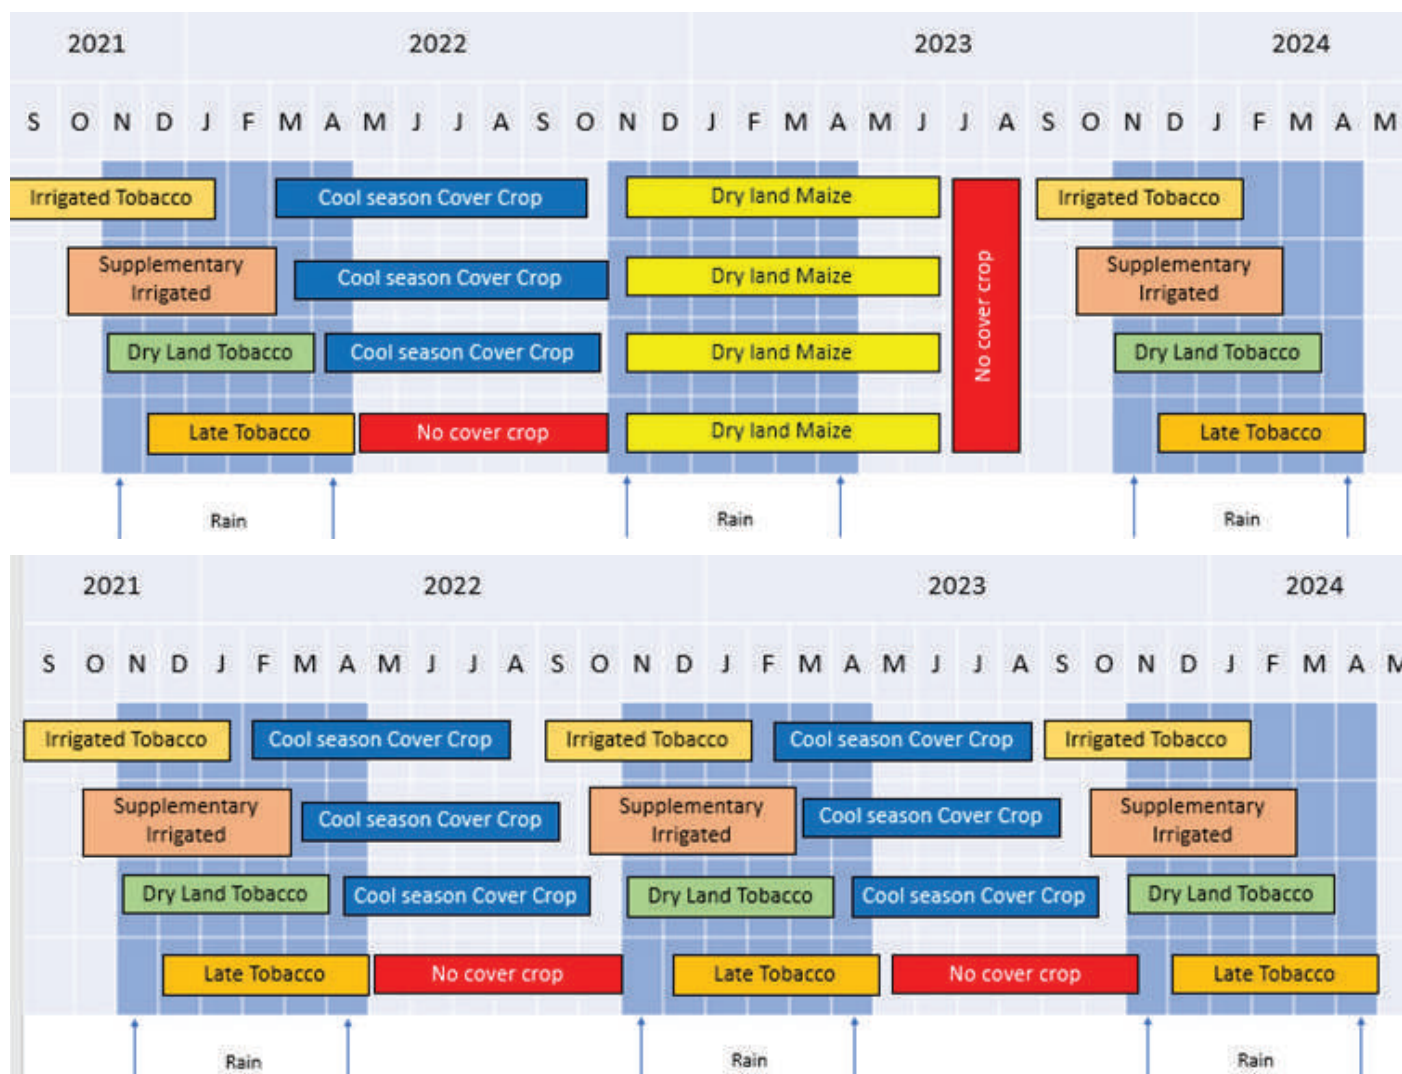 2021 2022 2023 2024
S O N D J F M A M J J A S O N D J F M A M J J A S O N D J F M A M
Irrigated Tobacco Cool season Cover Crop Dry land Maize Irrigated Tobacco
Supplementary Irrigated Cool season Cover Crop Dry land Maize Supplementary Irrigated
Dry Land Tobacco Cool season Cover Crop Dry land Maize Dry Land Tobacco
Late Tobacco No cover crop Dry land Maize Late Tobacco
No cover crop
Rain Rain Rain
2021 2022 2023 2024
S O N D J F M A M J J A S O N D J F M A M J J A S O N D J F M A M
Irrigated Tobacco Cool season Cover Crop Irrigated Tobacco Cool season Cover Crop Irrigated Tobacco
Supplementary Irrigated Cool season Cover Crop Supplementary Irrigated Cool season Cover Crop Supplementary Irrigated
Dry Land Tobacco Cool season Cover Crop Dry Land Tobacco Cool season Cover Crop Dry Land Tobacco
Late Tobacco No cover crop Late Tobacco No cover crop Late Tobacco
Rain Rain Rain